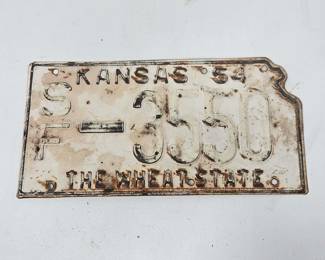 KANSAS '54
SF-3550
THE WHEAT STATE